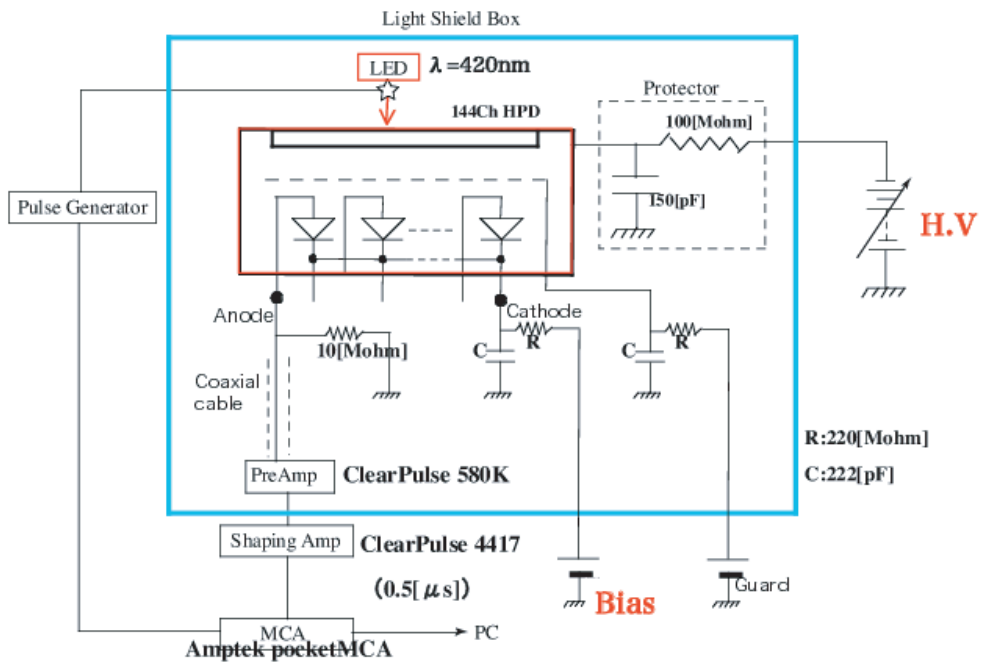 Light Shield Box
LED
λ=420nm
Protector
144Ch HPD
100[Mohm]
150[pF]
Pulse Generator
H.V
Anode
Cathode
10[Mohm]
C
R
C
R
Coaxial
cable
R:220[Mohm]
C:222[pF]
PreAmp
ClearPulse 580K
Shaping Amp
ClearPulse 4417
(0.5[μs])
Bias
Guard
MCA
PC
Amptek pocketMCA